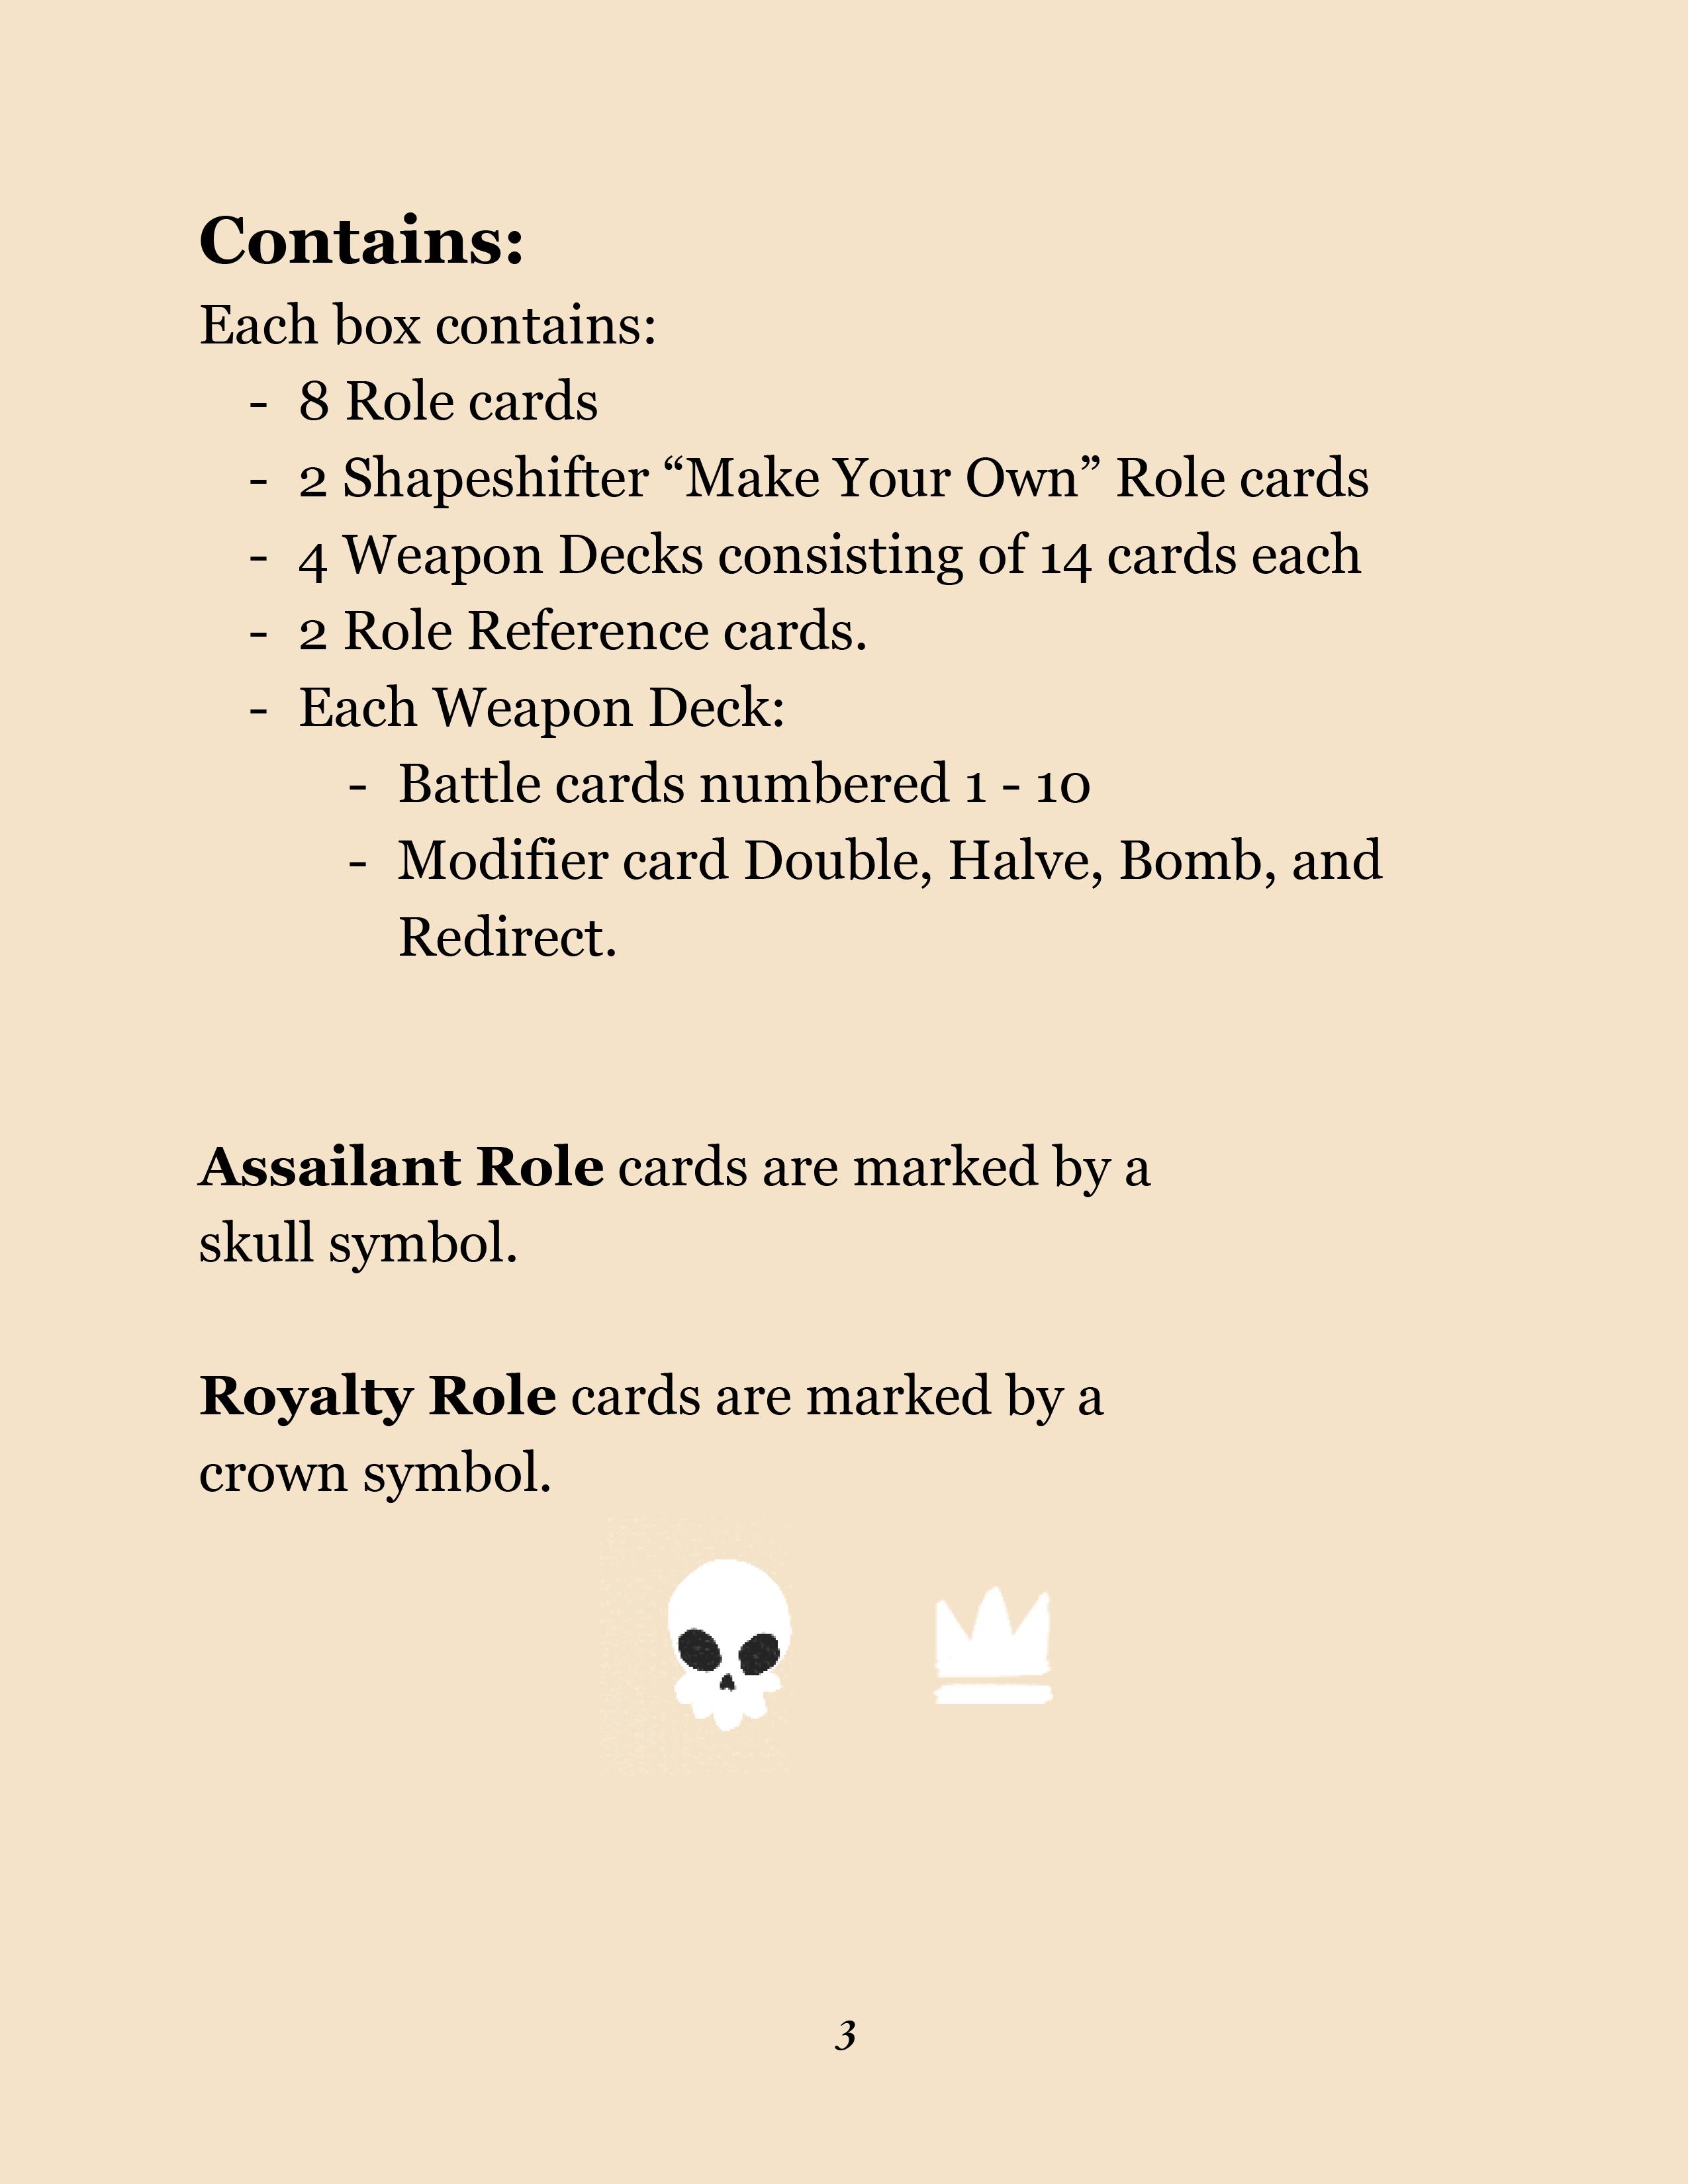 Contains:
Each box contains:
- 8 Role cards
- 2 Shapeshifter “Make Your Own” Role cards
- 4 Weapon Decks consisting of 14 cards each
- 2 Role Reference cards.
- Each Weapon Deck:
- Battle cards numbered 1 - 10
- Modifier card Double, Halve, Bomb, and
Redirect.
Assailant Role cards are marked by a
skull symbol.
Royalty Role cards are marked by a
crown symbol.
3